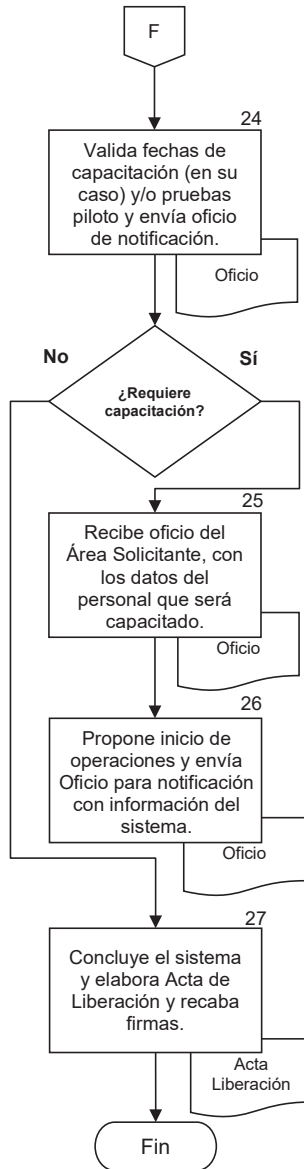 F
24
Valida fechas de
capacitación (en su
caso) y/o pruebas
piloto y envía oficio
de notificación.
Oficio
No
Sí
¿Requiere
capacitación?
25
Recibe oficio del
Área Solicitante, con
los datos del
personal que será
capacitado.
Oficio
26
Propone inicio de
operaciones y envía
Oficio para notificación
con información del
sistema.
Oficio
27
Concluye el sistema
y elabora Acta de
Liberación y recaba
firmas.
Acta
Liberación
Fin